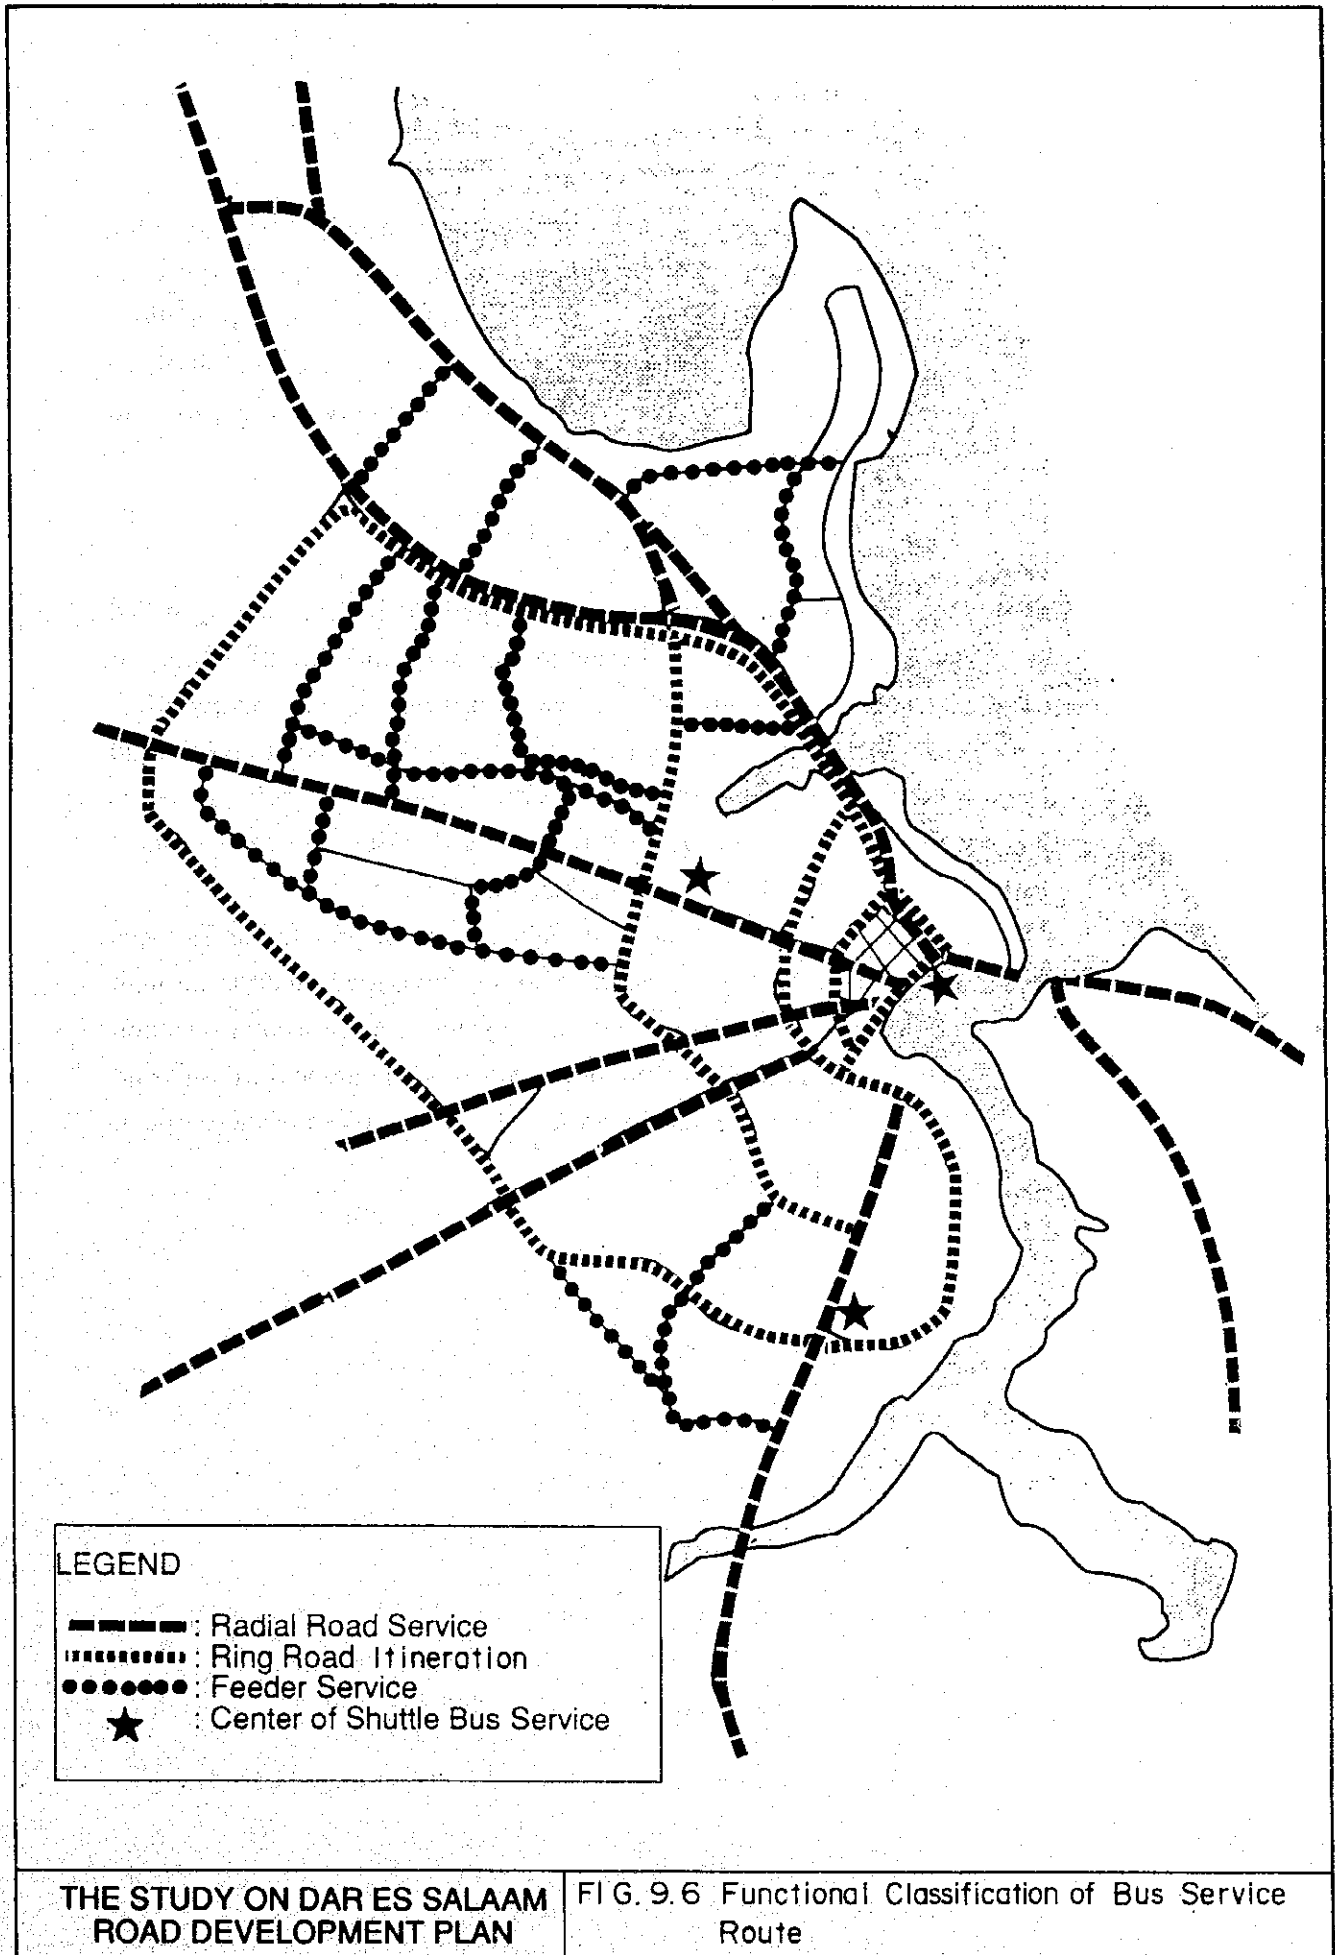 LEGEND
: Radial Road Service
: Ring Road Itineration
: Feeder Service
: Center of Shuttle Bus Service
THE STUDY ON DAR ES SALAAM
ROAD DEVELOPMENT PLAN
FIG. 9.6 Functional Classification of Bus Service
Route